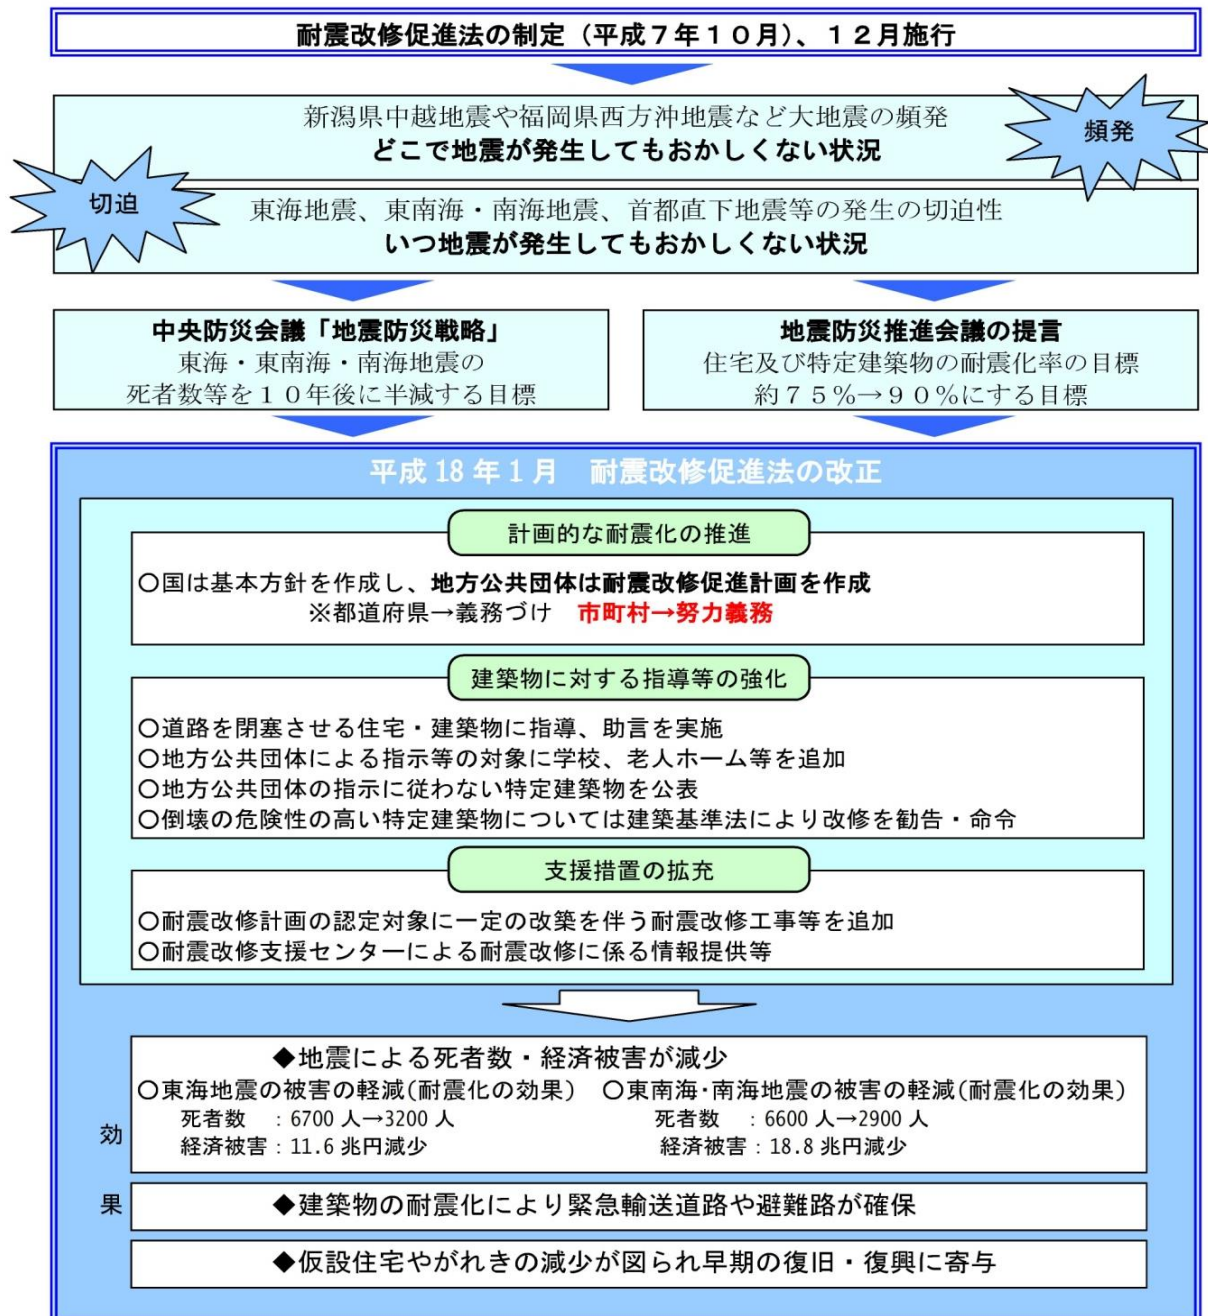 耐震改修促進法の制定（平成７年１０月）、１２月施行
新潟県中越地震や福岡県西方沖地震など大地震の頻発
どこで地震が発生してもおかしくない状況
頻発
切迫
東海地震、東南海・南海地震、首都直下地震等の発生の切迫性
いつ地震が発生してもおかしくない状況
中央防災会議「地震防災戦略」
東海・東南海・南海地震の
死者数等を１０年後に半減する目標
地震防災推進会議の提言
住宅及び特定建築物の耐震化率の目標
約７５％→９０％にする目標
平成 18 年 1 月　耐震改修促進法の改正
計画的な耐震化の推進
○国は基本方針を作成し、地方公共団体は耐震改修促進計画を作成
※都道府県→義務づけ　市町村→努力義務
建築物に対する指導等の強化
○道路を閉塞させる住宅・建築物に指導、助言を実施
○地方公共団体による指示等の対象に学校、老人ホーム等を追加
○地方公共団体の指示に従わない特定建築物を公表
○倒壊の危険性の高い特定建築物については建築基準法により改修を勧告・命令
支援措置の拡充
○耐震改修計画の認定対象に一定の改築を伴う耐震改修工事等を追加
○耐震改修支援センターによる耐震改修に係る情報提供等
効果
◆地震による死者数・経済被害が減少
○東海地震の被害の軽減(耐震化の効果)
死者数　：6700 人→3200 人
経済被害：11.6 兆円減少
○東南海・南海地震の被害の軽減(耐震化の効果)
死者数　：6600 人→2900 人
経済被害：18.8 兆円減少
◆建築物の耐震化により緊急輸送道路や避難路が確保
◆仮設住宅やがれきの減少が図られ早期の復旧・復興に寄与